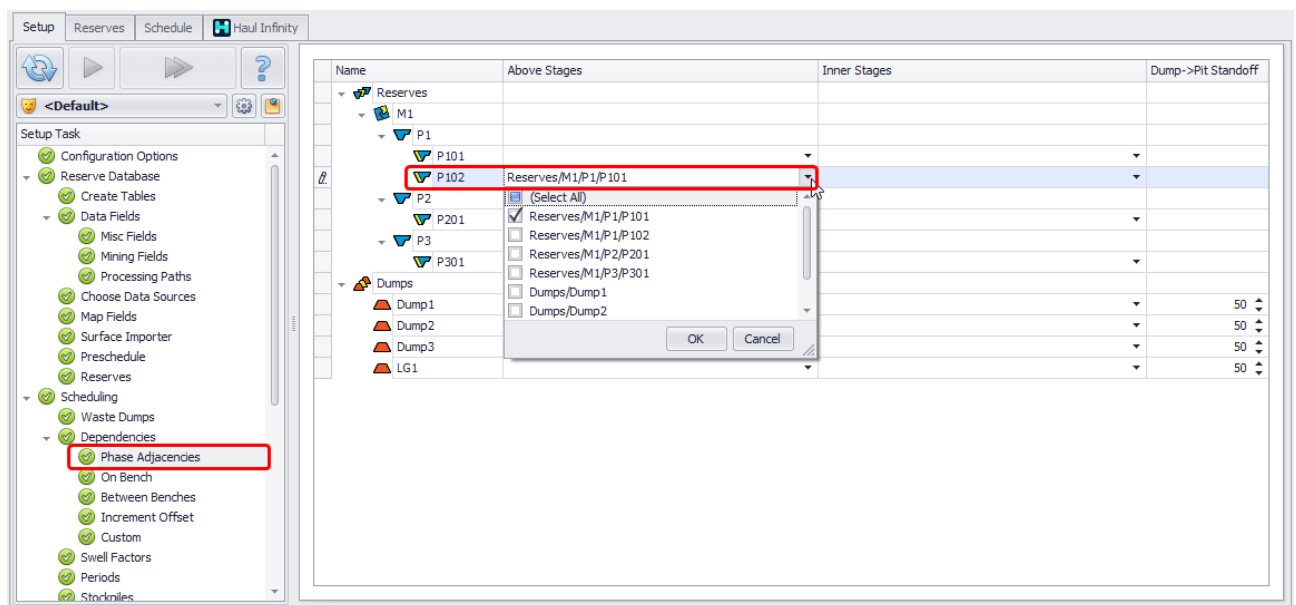 Setup Reserves Schedule Haul Infinity
<Default>
Setup Task
Configuration Options
Reserve Database
Create Tables
Data Fields
Misc Fields
Mining Fields
Processing Paths
Choose Data Sources
Map Fields
Surface Importer
Preschedule
Reserves
Scheduling
Waste Dumps
Dependencies
Phase Adjacencies
On Bench
Between Benches
Increment Offset
Custom
Swell Factors
Periods
Stockpiles
Name Above Stages Inner Stages Dump->Pit Standoff
Reserves
M1
P1
P101
P102 Reserves/M1/P1/P101
P2
P201
P3
P301
Dumps
Dump1 50
Dump2 50
Dump3 50
LG1 50
(Select All)
Reserves/M1/P1/P101
Reserves/M1/P1/P102
Reserves/M1/P2/P201
Reserves/M1/P3/P301
Dumps/Dump1
Dumps/Dump2
OK Cancel